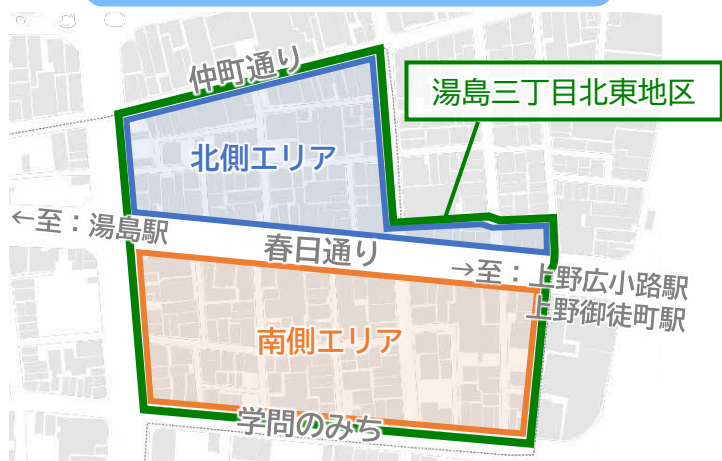 仲町通り
湯島三丁目北東地区
北側エリア
←至：湯島駅
春日通り
→至：上野広小路駅
上野御徒町駅
南側エリア
学問のみち